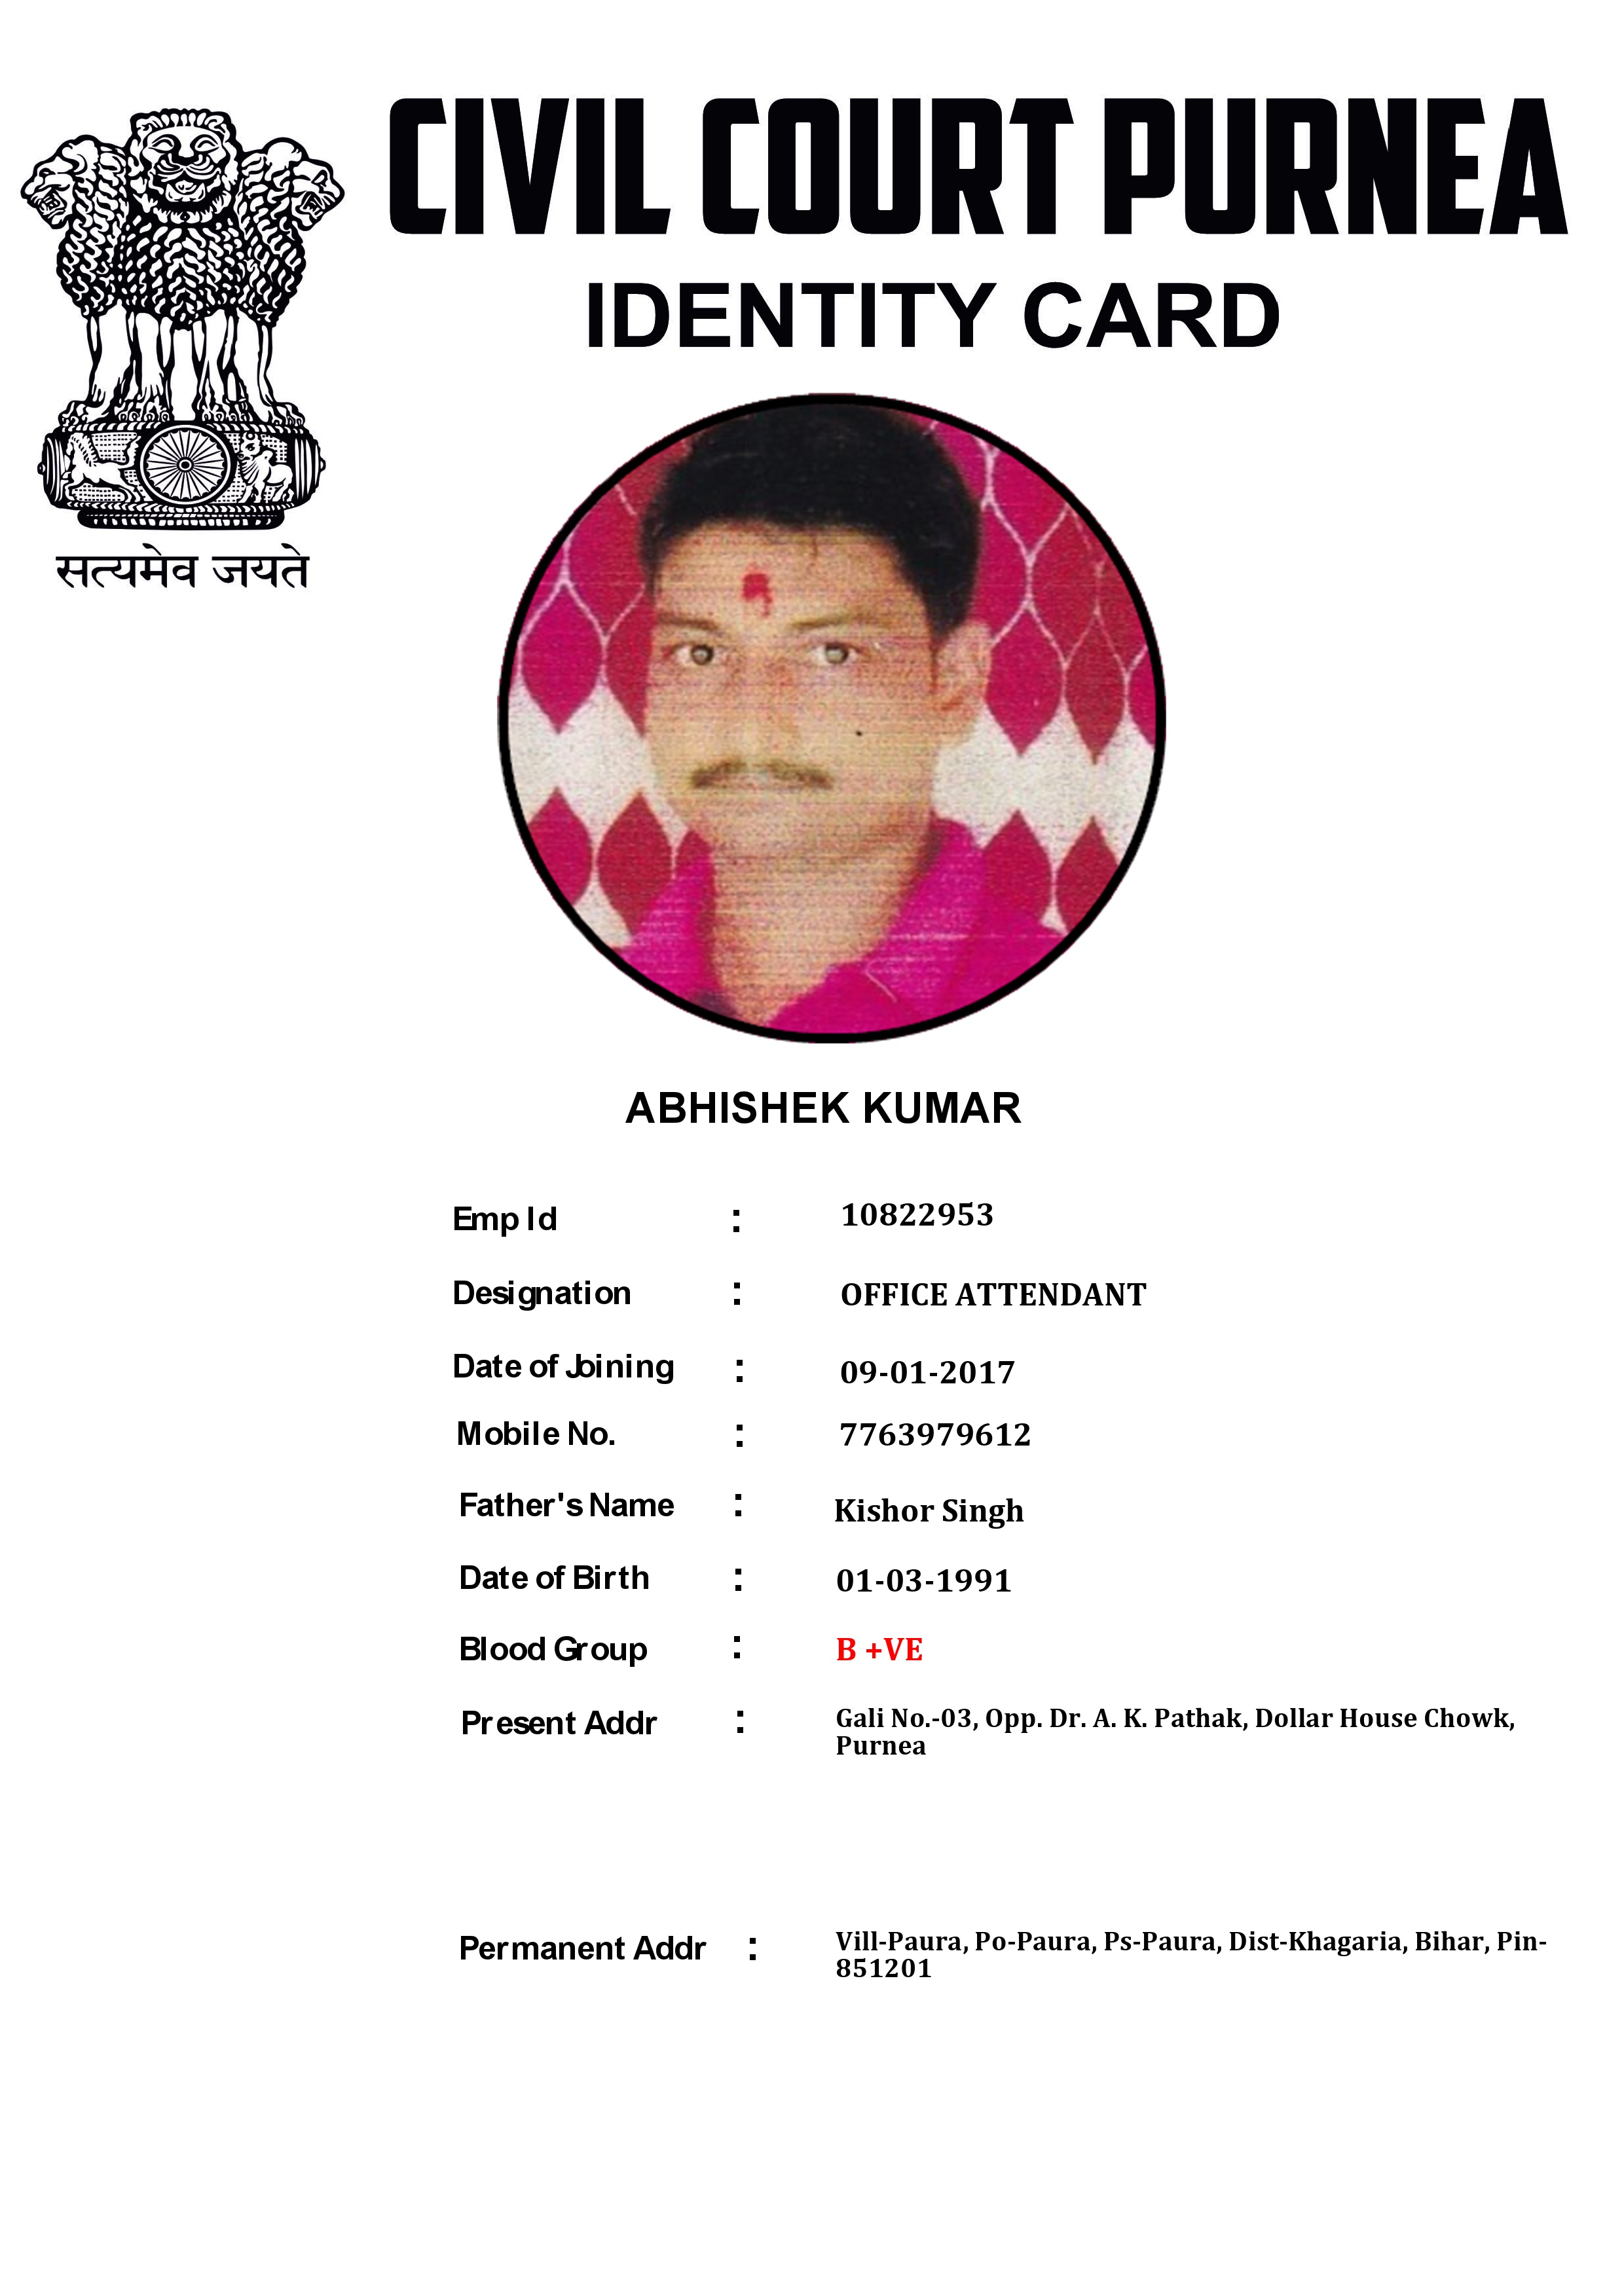 CIVIL COURT PURNEA
IDENTITY CARD
सत्यमेव जयते
ABHISHEK KUMAR
Emp Id : 10822953
Designation : OFFICE ATTENDANT
Date of Joining : 09-01-2017
Mobile No. : 7763979612
Father's Name : Kishor Singh
Date of Birth : 01-03-1991
Blood Group : B +VE
Present Addr : Gali No.-03, Opp. Dr. A. K. Pathak, Dollar House Chowk,
Purnea
Permanent Addr : Vill-Paura, Po-Paura, Ps-Paura, Dist-Khagaria, Bihar, Pin-
851201